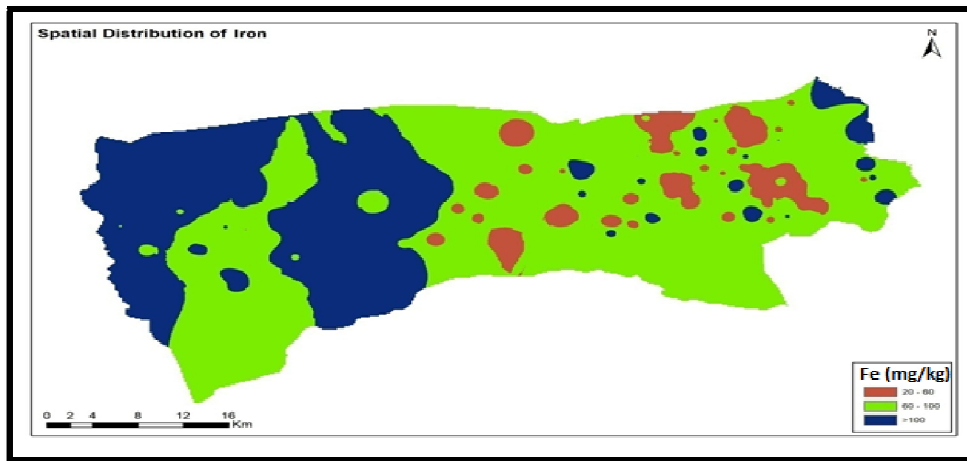 Spatial Distribution of Iron
N
Fe (mg/kg)
20 - 60
60 - 100
>100
0 2 4 8 12 16
Km